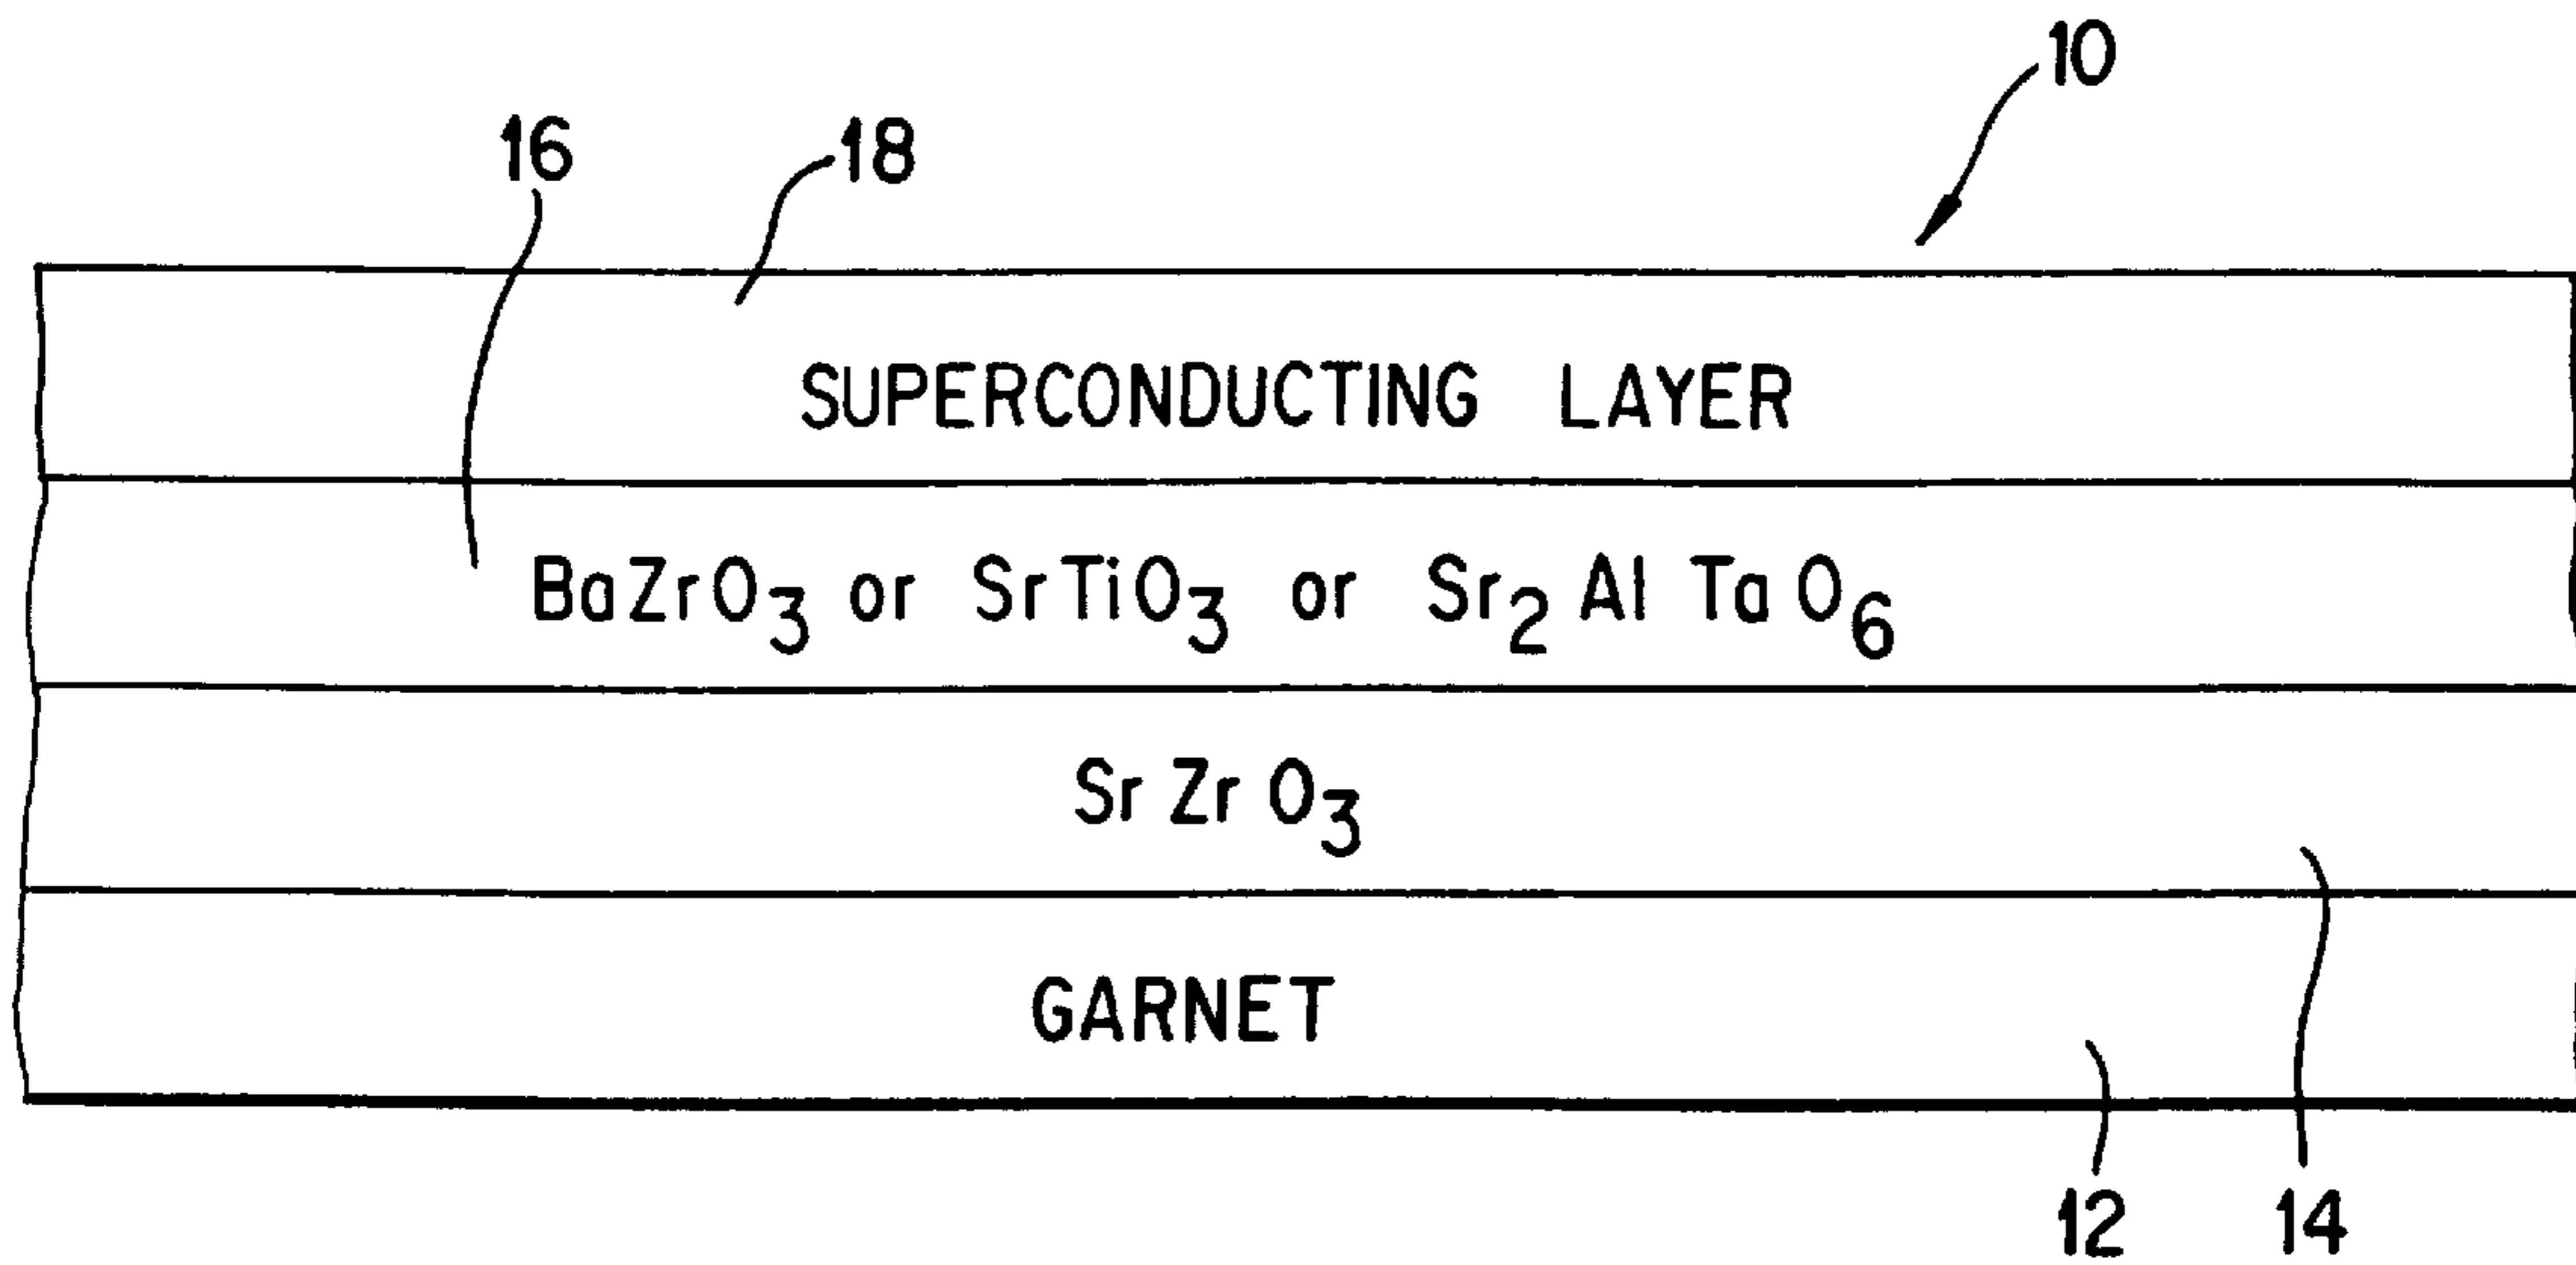 10
16 18
SUPERCONDUCTING LAYER
BaZrO₃ or SrTiO₃ or Sr₂ Al Ta O₆
Sr Zr O₃
GARNET
12 14